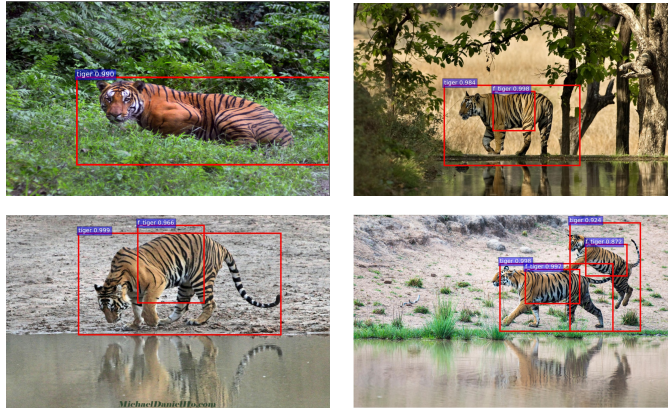 tiger 0.990
tiger 0.984
f_tiger 0.998
f_tiger 0.966
tiger 0.999
tiger 0.924
f_tiger 0.872
tiger 0.998
f_tiger 0.987
MichaelDanielHo.com